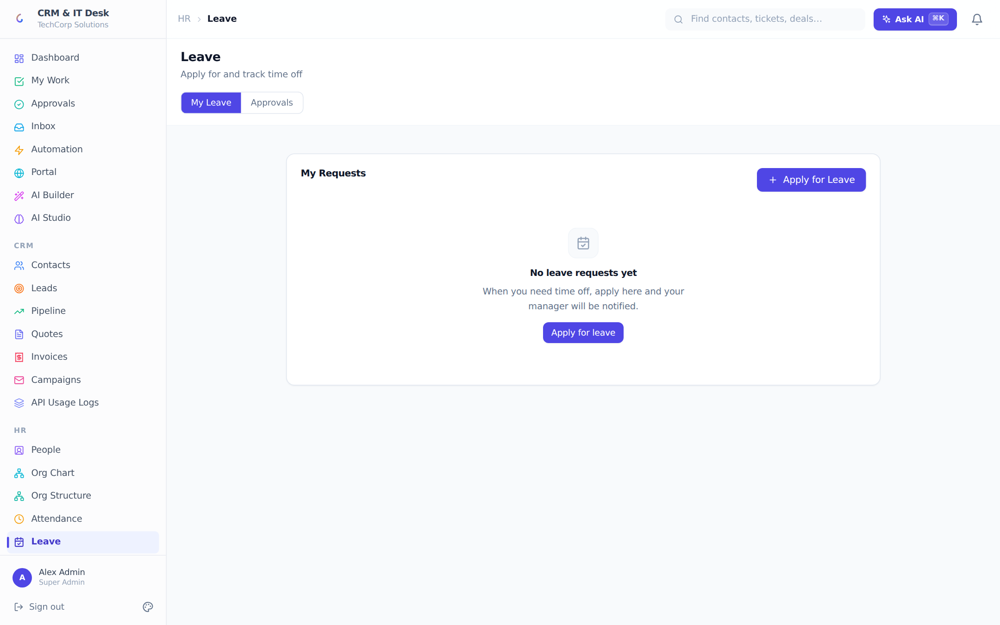 CRM & IT Desk
TechCorp Solutions
Dashboard
My Work
Approvals
Inbox
Automation
Portal
AI Builder
AI Studio
CRM
Contacts
Leads
Pipeline
Quotes
Invoices
Campaigns
API Usage Logs
HR
People
Org Chart
Org Structure
Attendance
Leave
A
Alex Admin
Super Admin
Sign out
HR > Leave
Find contacts, tickets, deals...
Ask AI ⌘K
Leave
Apply for and track time off
My Leave Approvals
My Requests
+ Apply for Leave
No leave requests yet
When you need time off, apply here and your
manager will be notified.
Apply for leave